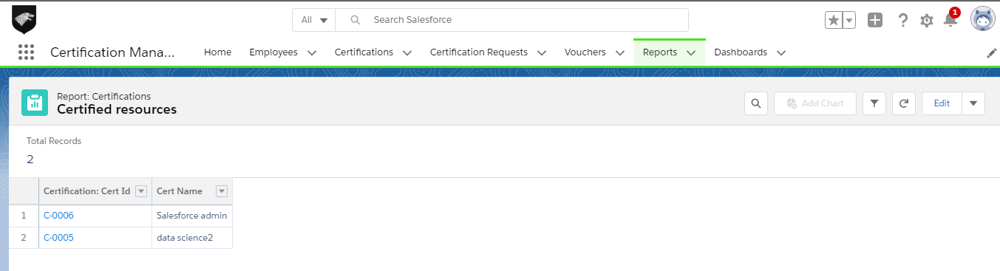 All Search Salesforce 1
Certification Mana... Home Employees Certifications Certification Requests Vouchers Reports Dashboards
Report: Certifications
Certified resources
Add Chart Edit
Total Records
2
Certification: Cert Id Cert Name
1 C-0006 Salesforce admin
2 C-0005 data science2